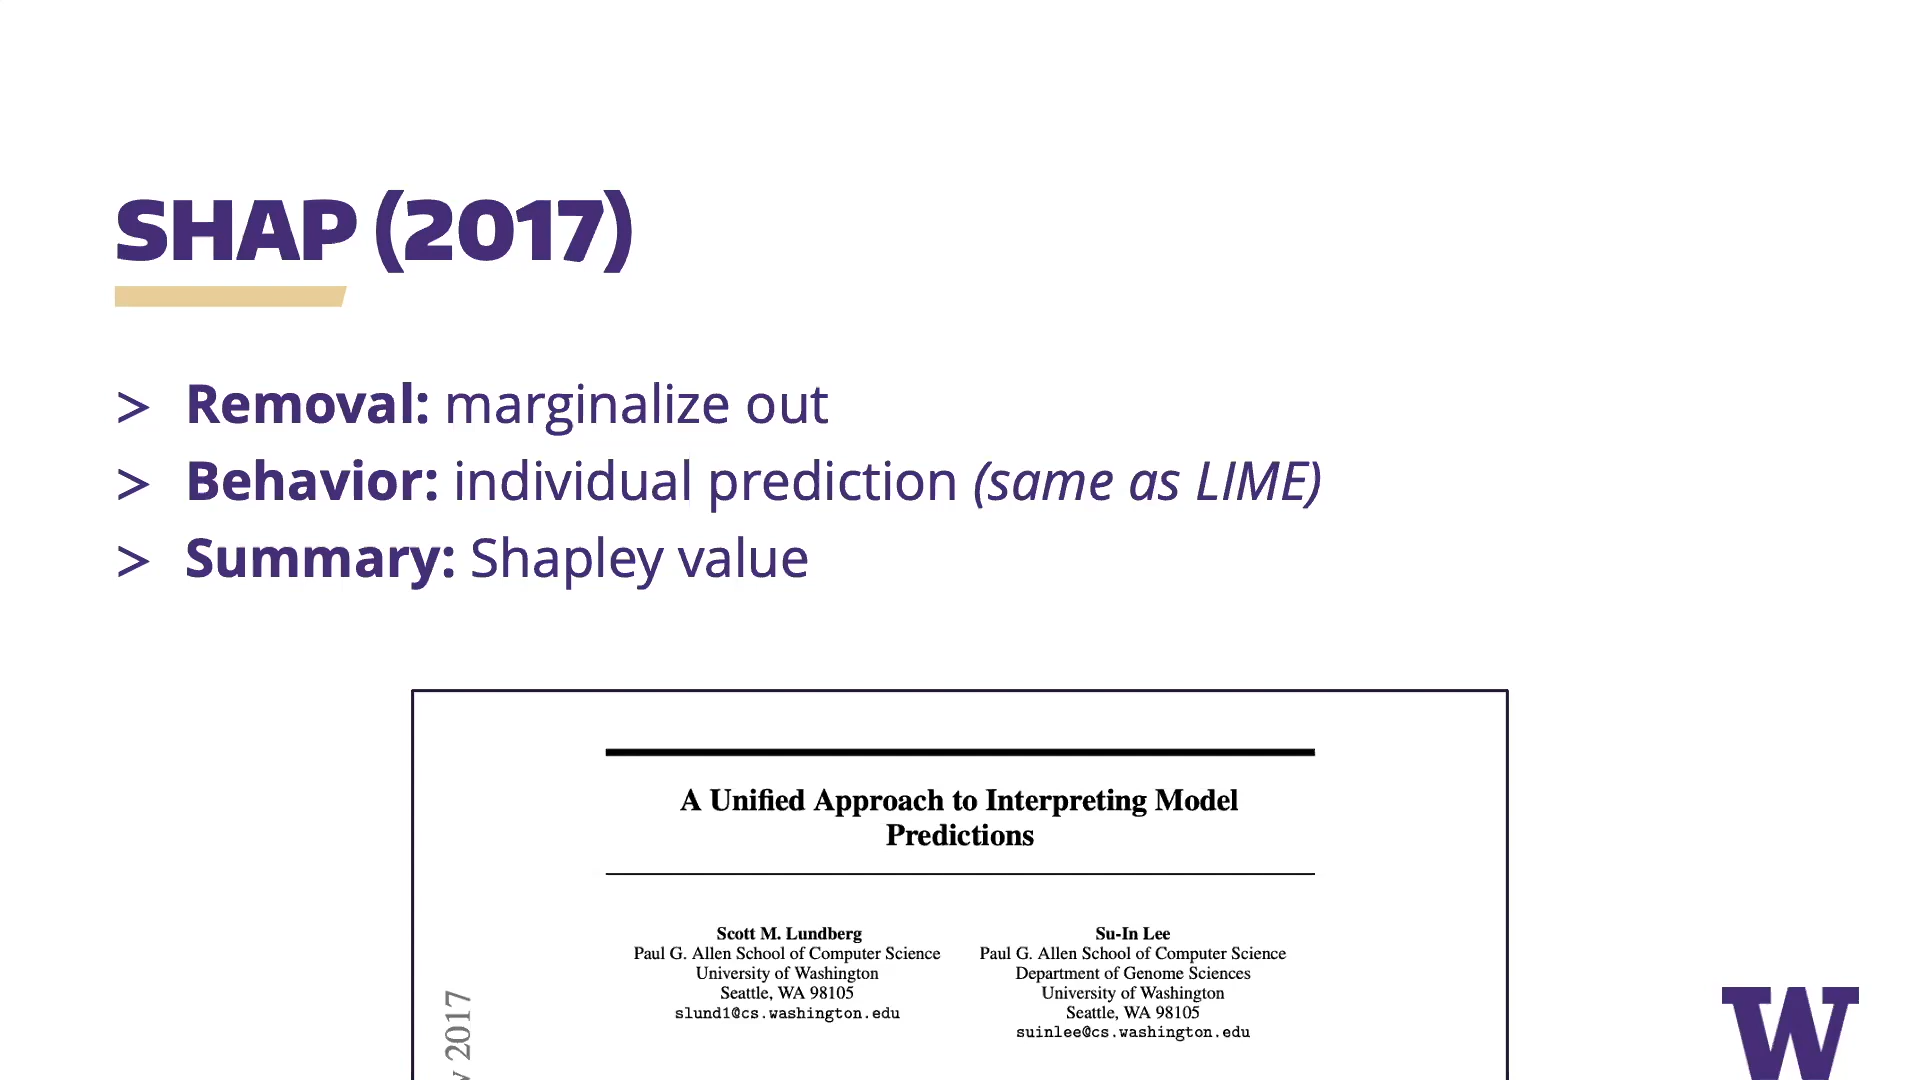 SHAP (2017)
> Removal: marginalize out
> Behavior: individual prediction (same as LIME)
> Summary: Shapley value
A Unified Approach to Interpreting Model
Predictions
Scott M. Lundberg
Paul G. Allen School of Computer Science
University of Washington
Seattle, WA 98105
slund1@cs.washington.edu
Su-In Lee
Paul G. Allen School of Computer Science
Department of Genome Sciences
University of Washington
Seattle, WA 98105
suinlee@cs.washington.edu
2017
W